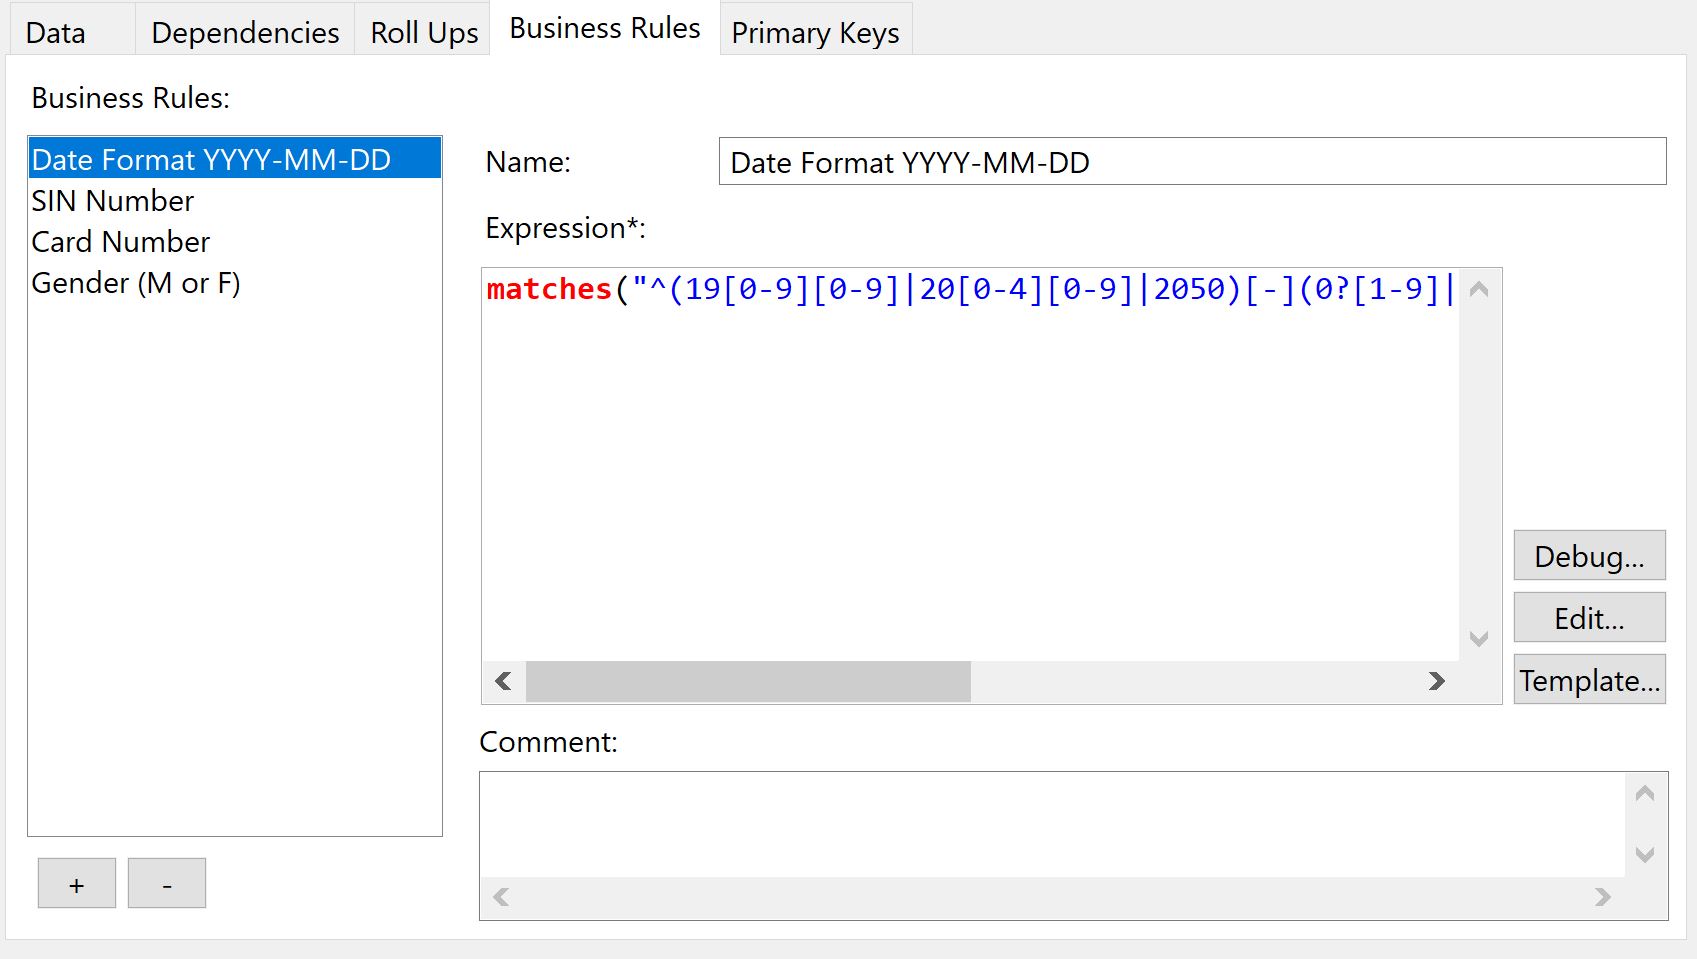 Data Dependencies Roll Ups Business Rules Primary Keys
Business Rules:
Date Format YYYY-MM-DD
SIN Number
Card Number
Gender (M or F)
+ -
Name: Date Format YYYY-MM-DD
Expression*:
matches("^(19[0-9][0-9]|20[0-4][0-9]|2050)[-](0?[1-9]|
Debug...
Edit...
Template...
Comment: